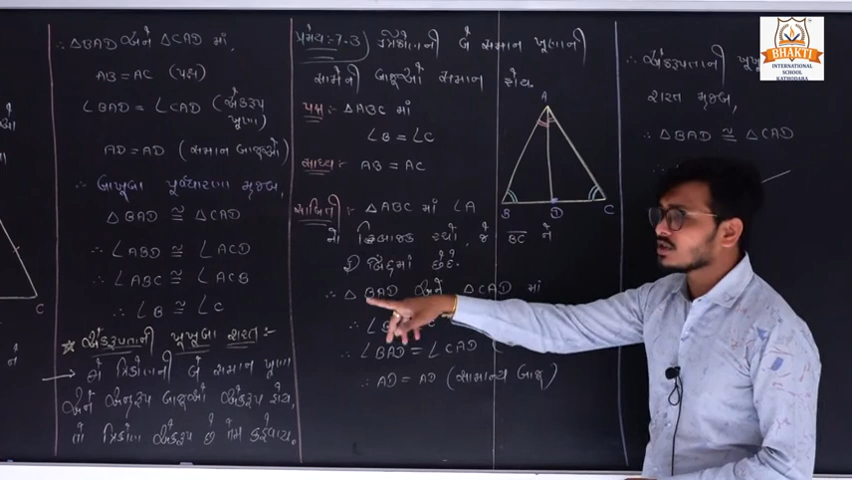 ∴ △BAD અને △CAD માં,
AB = AC (પક્ષ)
∠BAD = ∠CAD (એકરૂપ
ખૂણા)
AD = AD (સમાન બાજુઓ)
∴ બાખૂબા પૂર્વધારણા મુજબ,
△BAD ≅ △CAD
∴ ∠ABD ≅ ∠ACD
∴ ∠ABC ≅ ∠ACB
∴ ∠B ≅ ∠C
☆ એકરૂપતાની ખૂખૂબા શરત :-
→ બે ત્રિકોણની બે સમાન ખૂણા
અને અનુરૂપ બાજુઓ એકરૂપ હોય,
તો ત્રિકોણ એકરૂપ છે તેમ કહેવાય.
C
પ્રમેય:- 7.3) ત્રિકોણની બે સમાન ખૂણાની
સામેની બાજુઓ સમાન હોય.
પક્ષ:- △ABC માં
∠B = ∠C
સાધ્ય:- AB = AC
સાબિતી :- △ABC માં ∠A
નો દ્વિભાજક રચો, જે BC ને
D બિંદુમાં છેદે.
∴ △BAD અને △CAD માં
∴ ∠B
∴ ∠BAD = ∠CAD
∴ AD = AD (સામાન્ય બાજુ)
A
B
D
C
∴ એકરૂપતાની
શરત મુજબ,
∴ △BAD ≅ △CAD
BHAKTI
INTERNATIONAL
SCHOOL
KATHODARA